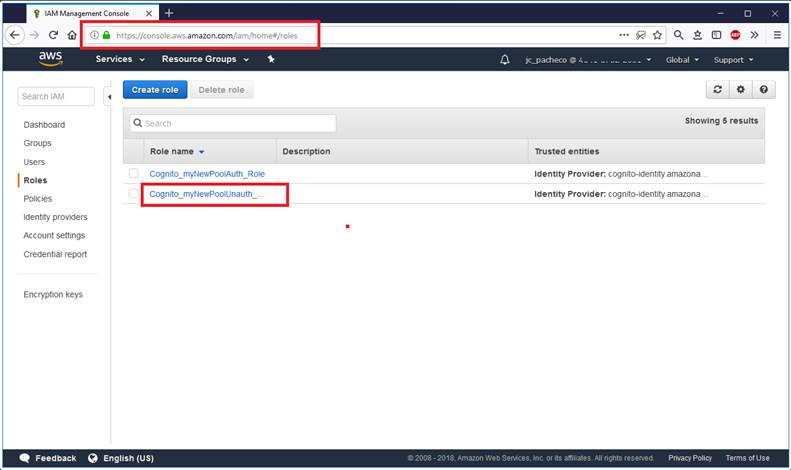 IAM Management Console
https://console.aws.amazon.com/iam/home#/roles
ABP
aws Services Resource Groups jc_pacheco @ Global Support
Search IAM
Dashboard
Groups
Users
Roles
Policies
Identity providers
Account settings
Credential report
Encryption keys
Create role Delete role
Search Showing 5 results
Role name Description Trusted entities
Cognito_myNewPoolAuth_Role Identity Provider: cognito-identity.amazona...
Cognito_myNewPoolUnauth_... Identity Provider: cognito-identity.amazona...
Feedback English (US) © 2008 - 2018, Amazon Web Services, Inc. or its affiliates. All rights reserved. Privacy Policy Terms of Use